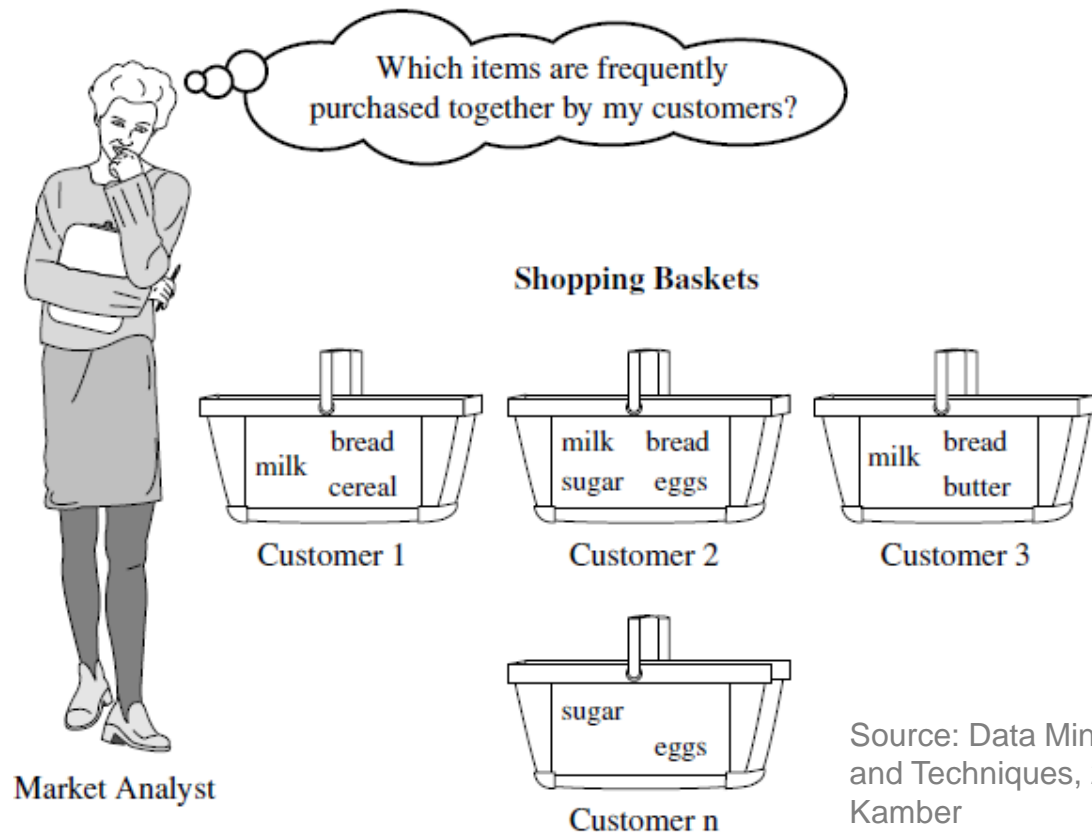 Which items are frequently
purchased together by my customers?
Shopping Baskets
milk bread
cereal
Customer 1
milk bread
sugar eggs
Customer 2
milk bread
butter
Customer 3
sugar
eggs
Customer n
Market Analyst
Source: Data Min
and Techniques,
Kamber